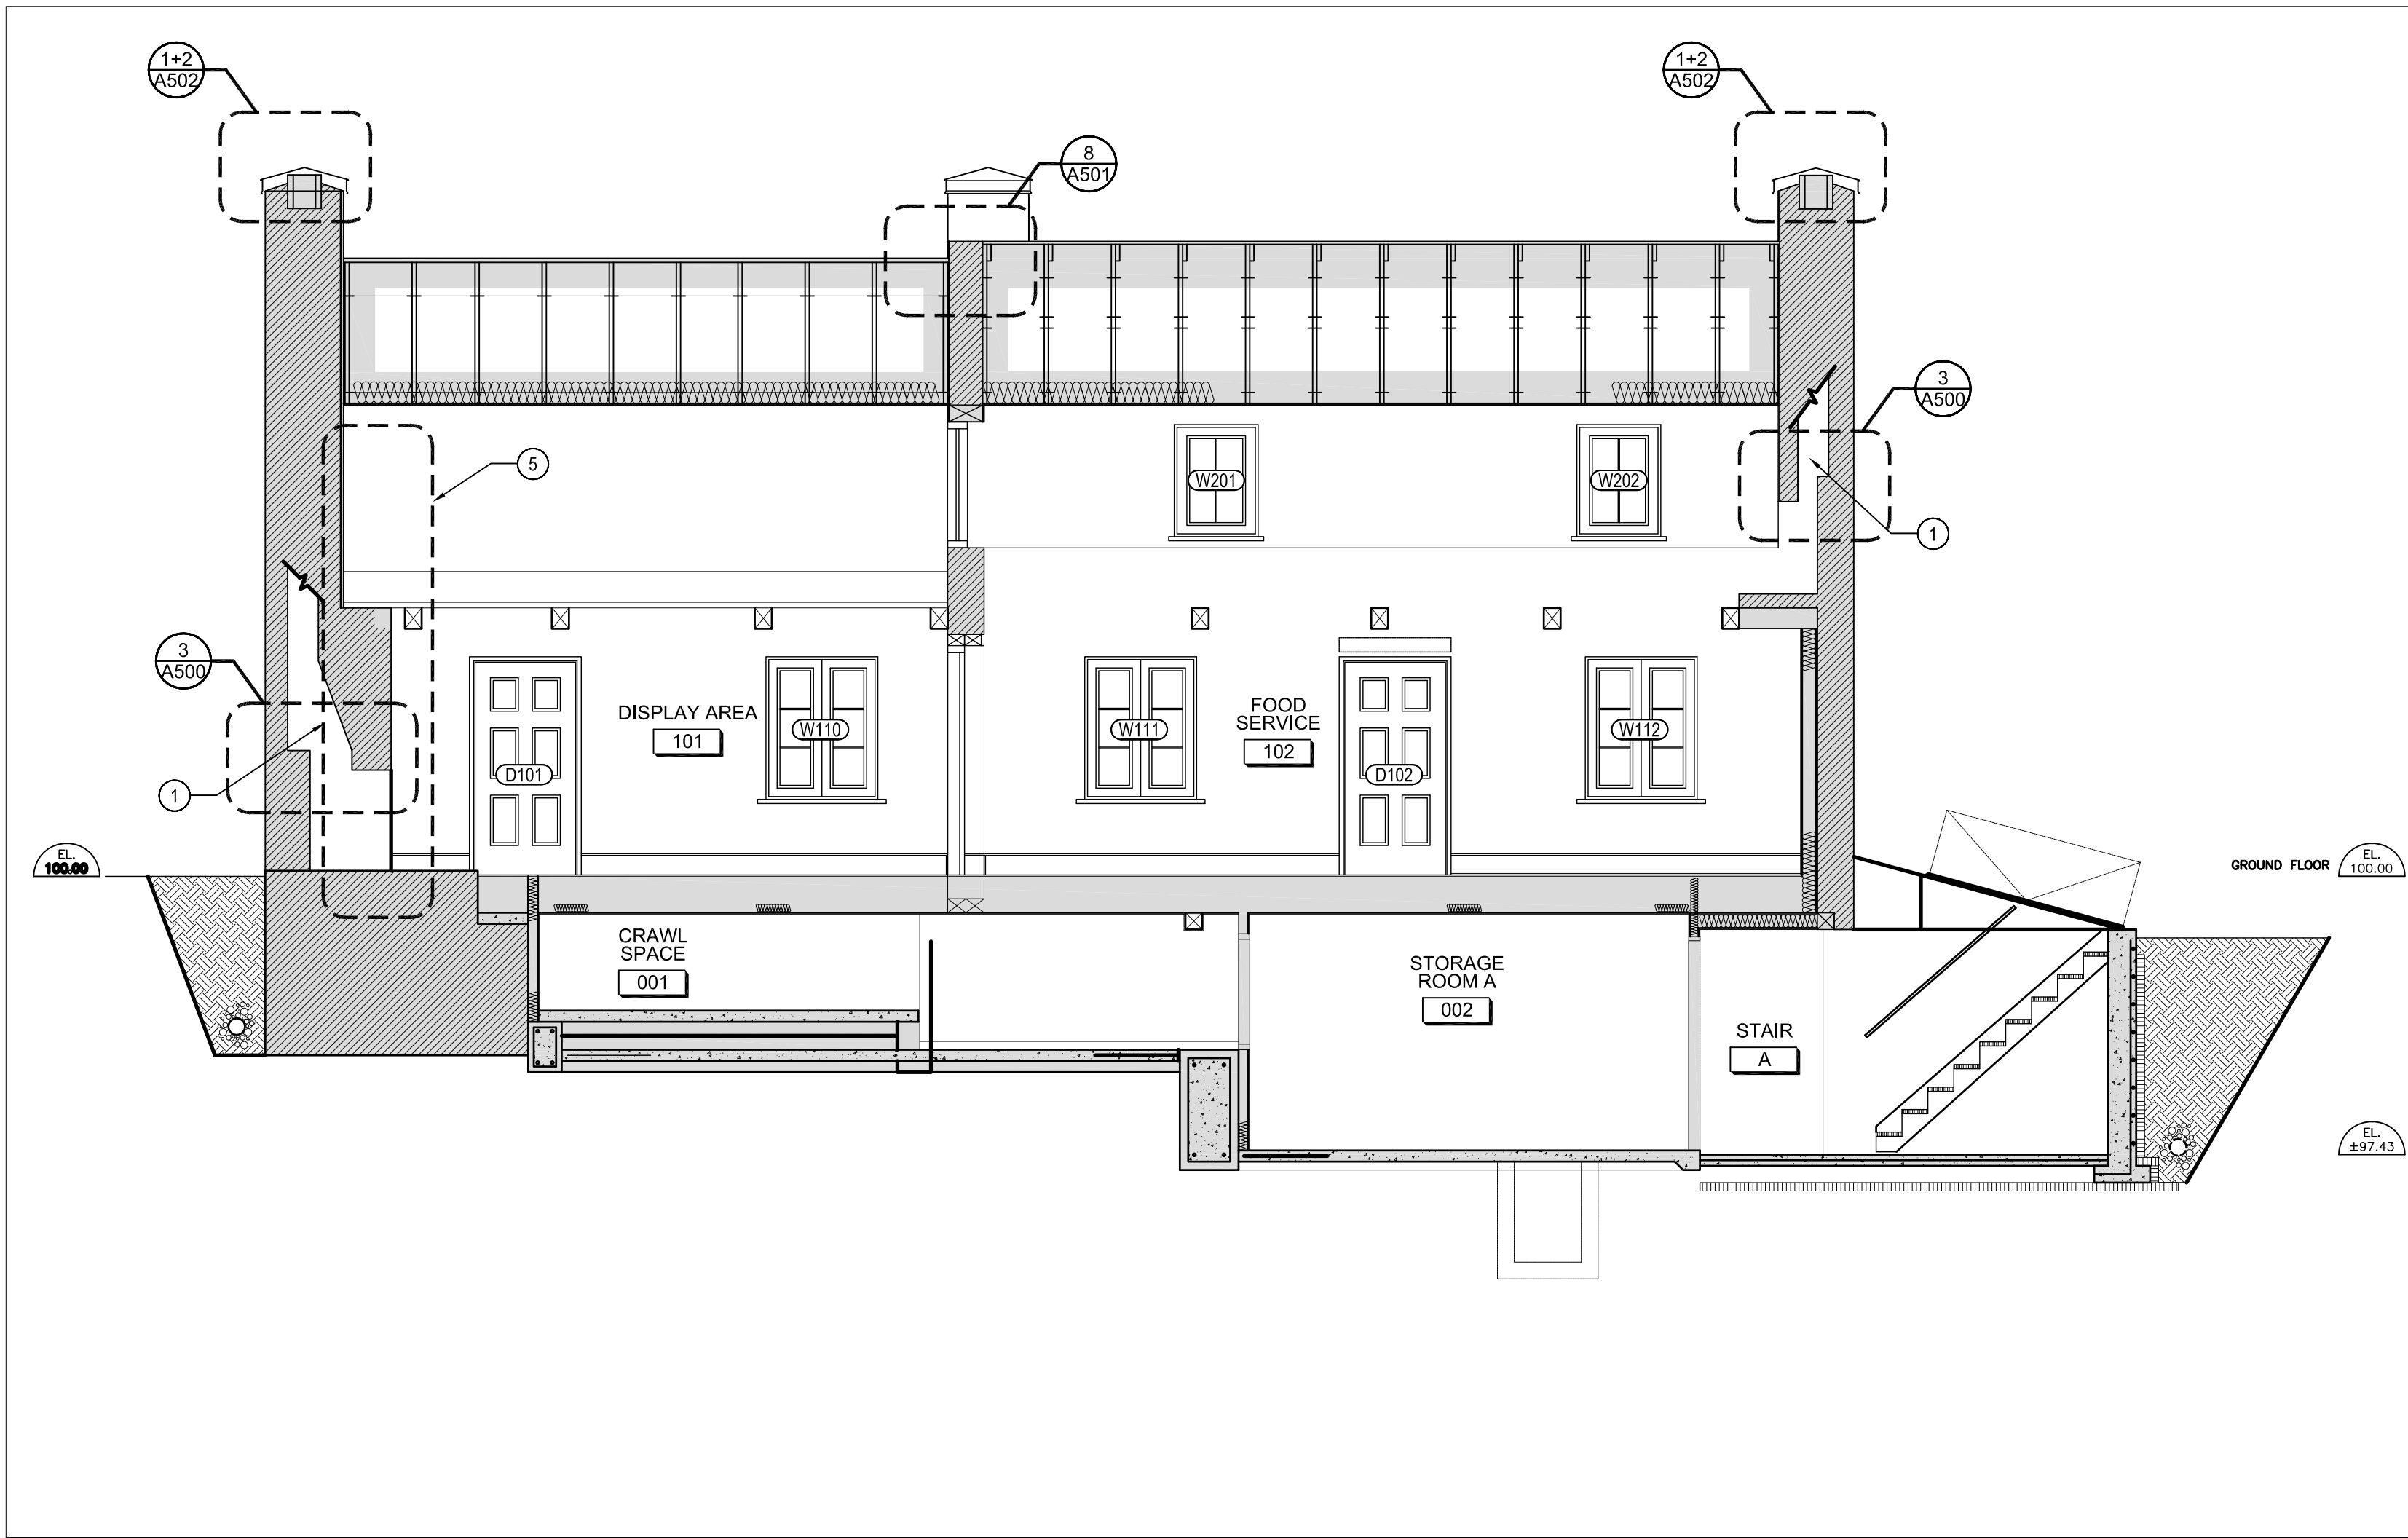 1+2
A502
1+2
A502
8
A501
3
A500
5
W201
W202
1
3
A500
DISPLAY AREA
101
W110
W111
FOOD
SERVICE
102
W112
D101
D102
1
EL.
100.00
GROUND FLOOR
EL.
100.00
CRAWL
SPACE
001
STORAGE
ROOM A
002
STAIR
A
EL.
±97.43